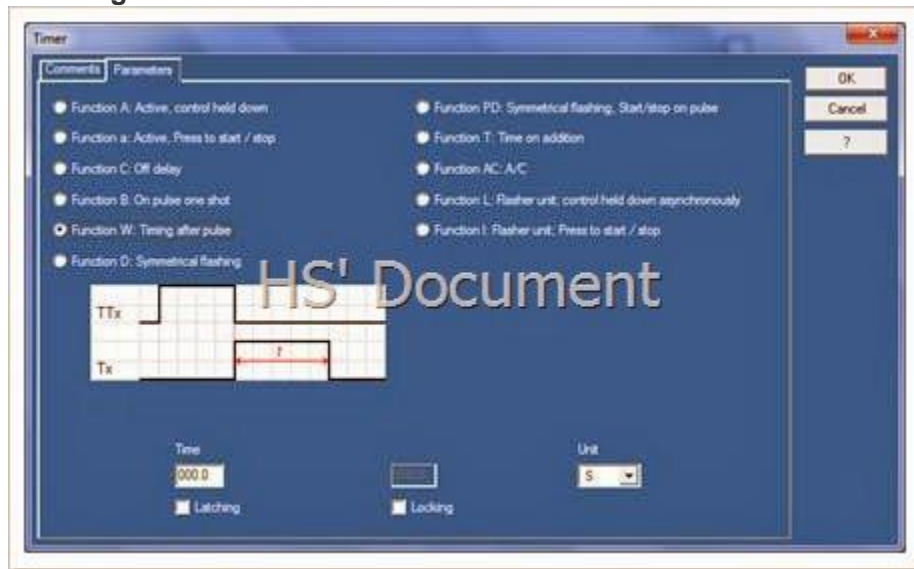 Timer
Comments Parameters
OK
Cancel
?
Function A: Active, control held down
Function a: Active, Press to start / stop
Function C: Off delay
Function B: On pulse one shot
Function W: Timing after pulse
Function D: Symmetrical flashing
Function PD: Symmetrical flashing, Start/stop on pulse
Function T: Time on addition
Function AC: A/C
Function L: Flasher unit; control held down asynchronously
Function I: Flasher unit; Press to start / stop
HS' Document
TTx
Tx
Time
000.0
Latching
Locking
Unit
S